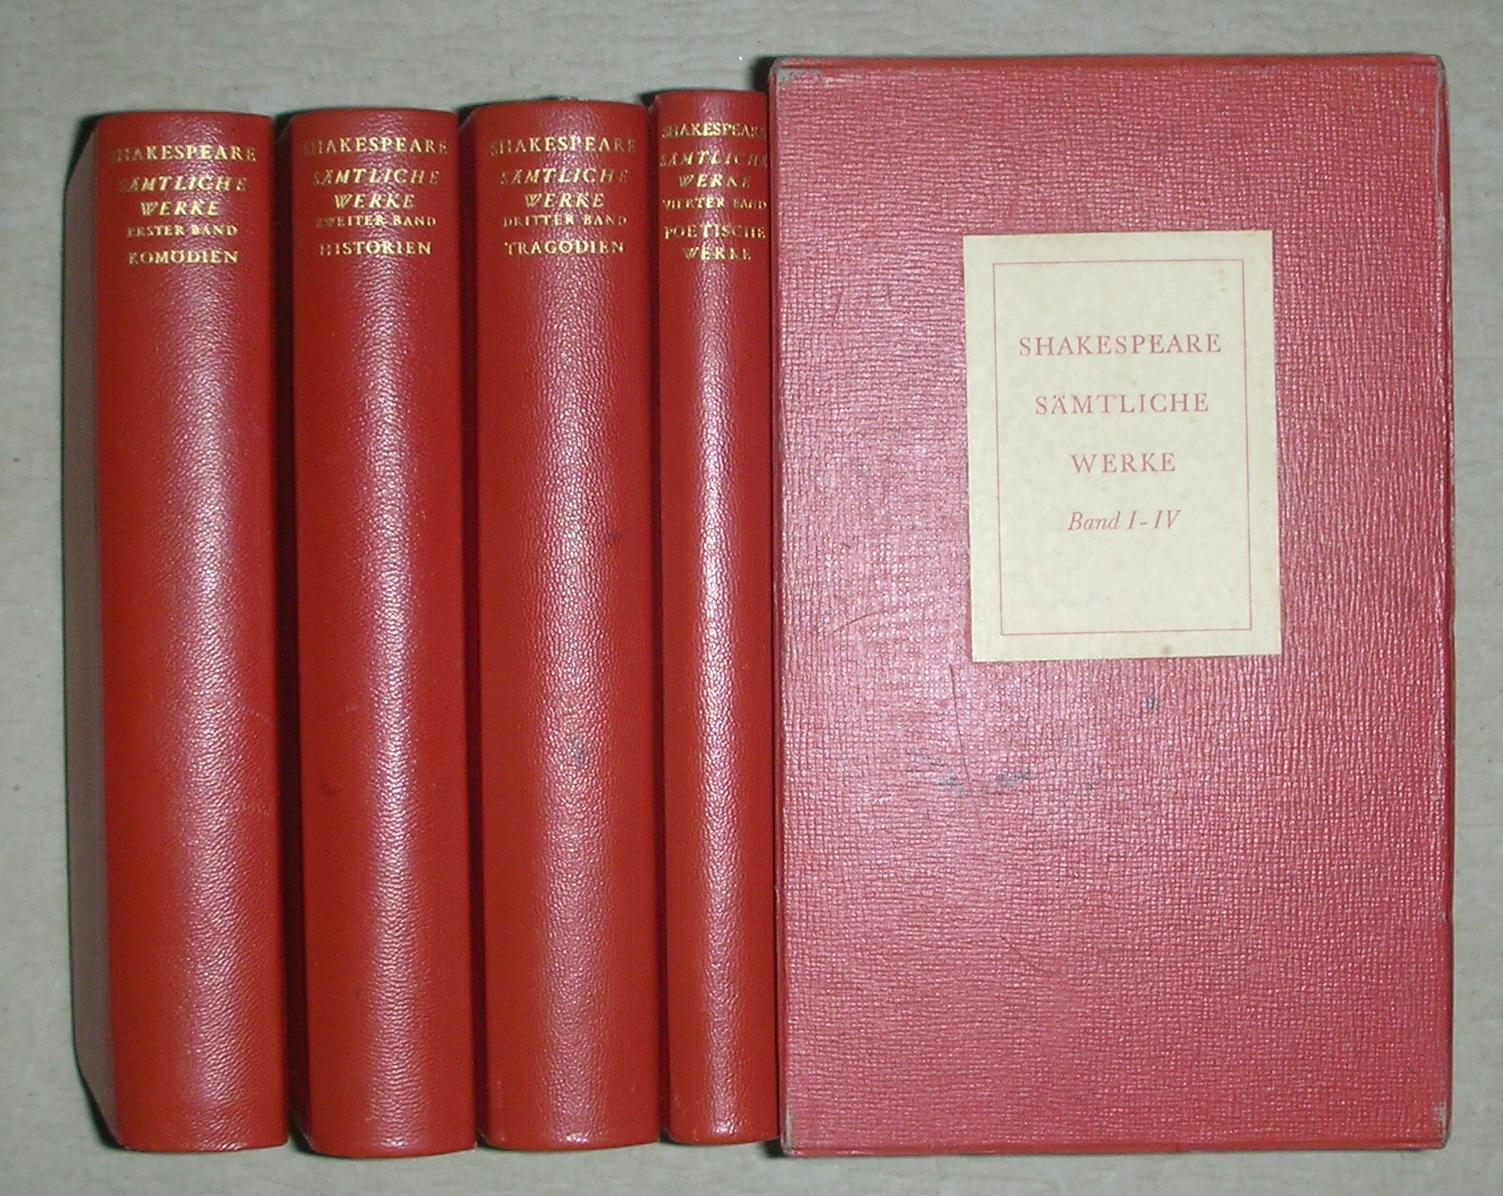 SHAKESPEARE
SÄMTLICHE
WERKE
ERSTER BAND
KOMÖDIEN
SHAKESPEARE
SÄMTLICHE
WERKE
ZWEITER BAND
HISTORIEN
SHAKESPEARE
SÄMTLICHE
WERKE
DRITTER BAND
TRAGÖDIEN
SHAKESPEARE
SÄMTLICHE
WERKE
VIERTER BAND
POETISCHE
WERKE
SHAKESPEARE
SÄMTLICHE
WERKE
Band I-IV